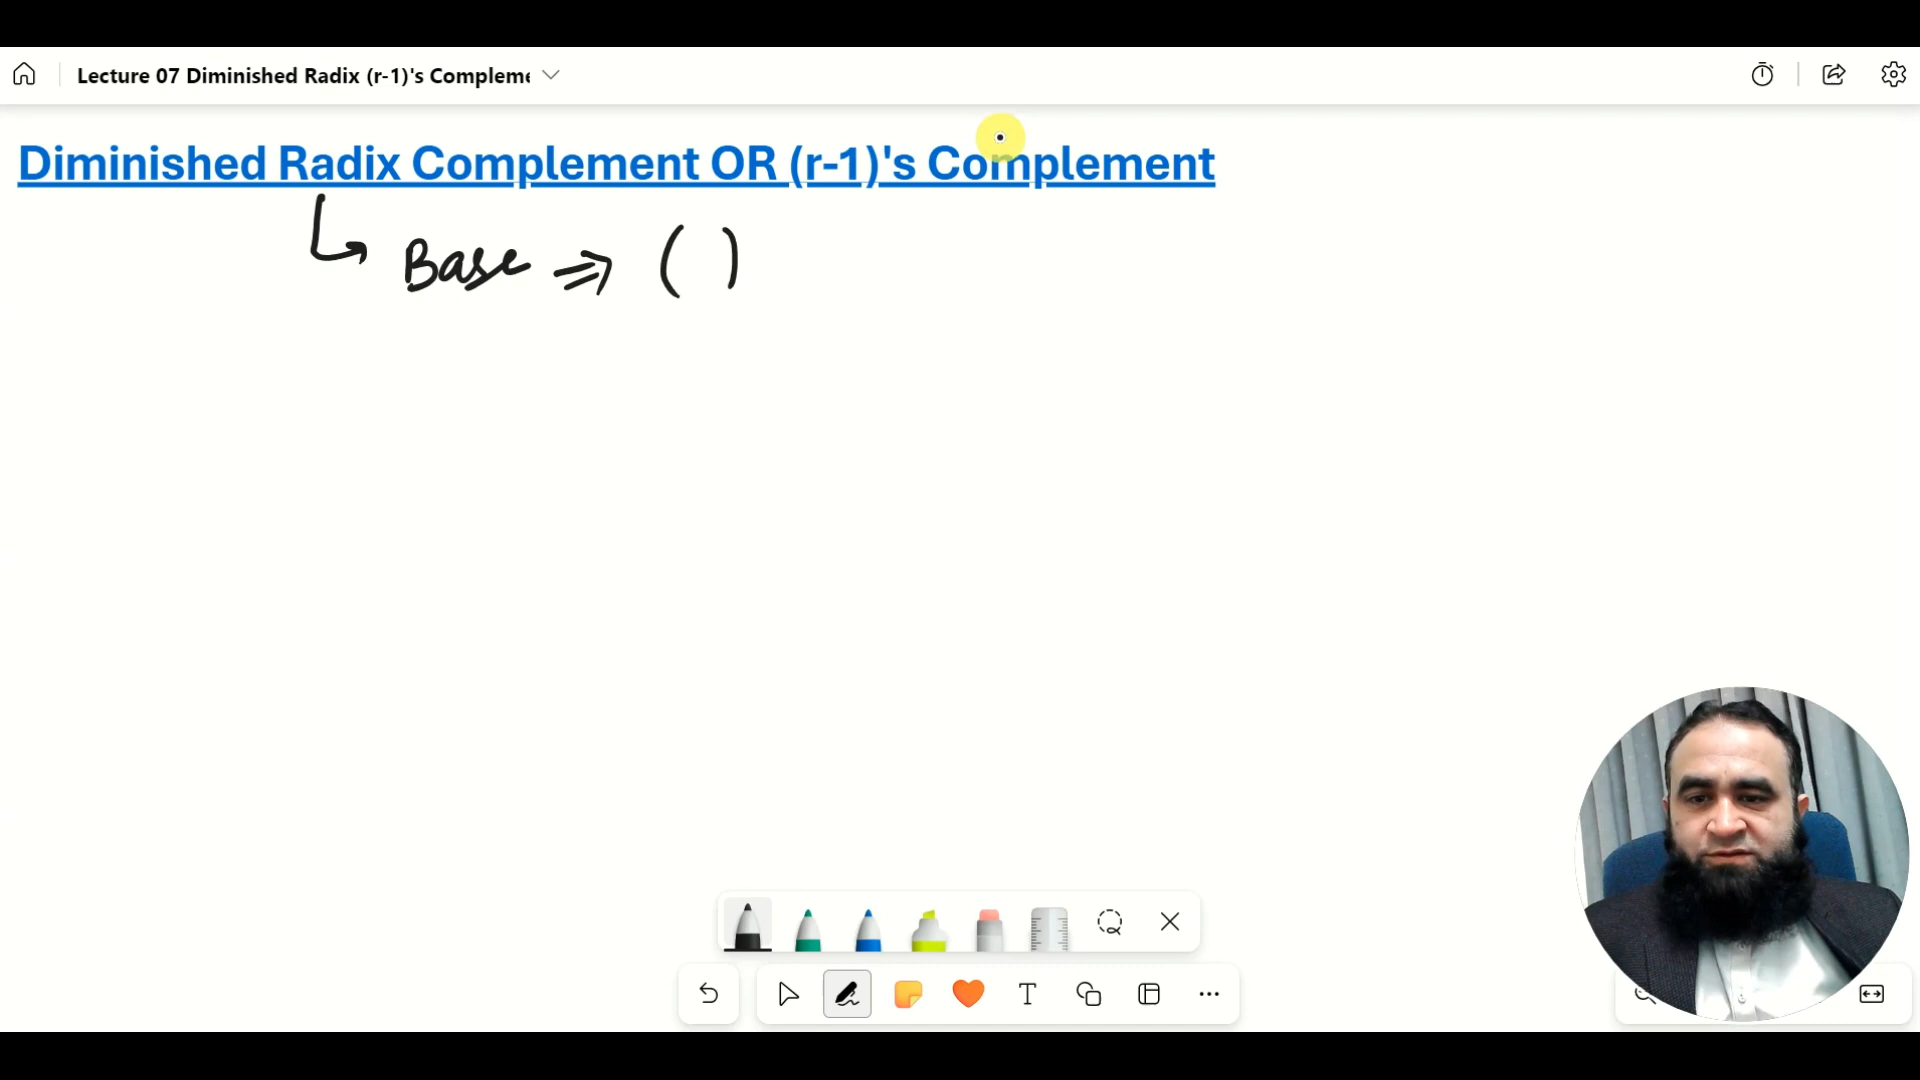 Lecture 07 Diminished Radix (r-1)'s Compleme
Diminished Radix Complement OR (r-1)'s Complement
Base ⇒ ( )
T